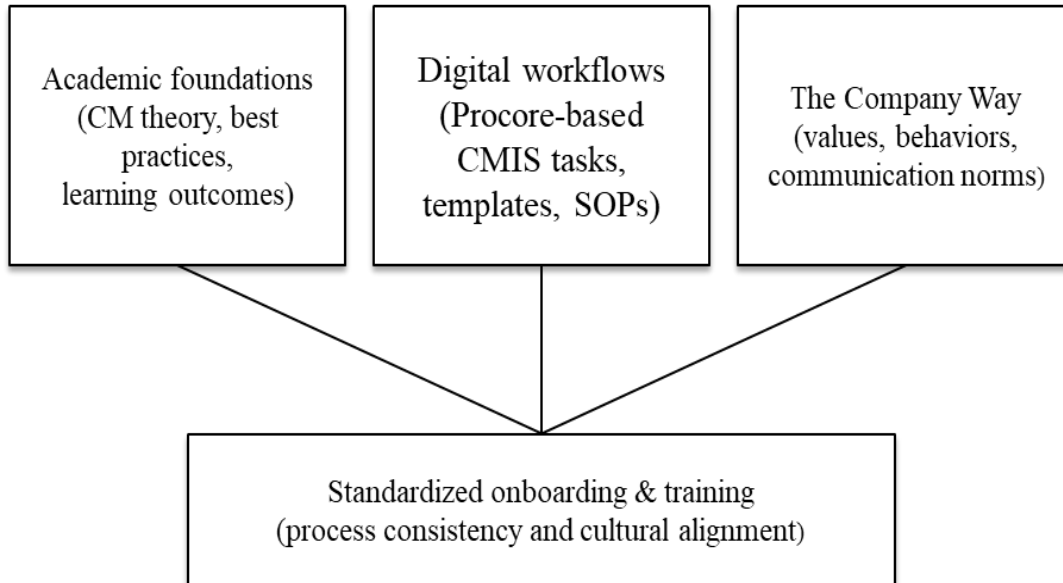 Academic foundations
(CM theory, best
practices,
learning outcomes)
Digital workflows
(Procore-based
CMIS tasks,
templates, SOPs)
The Company Way
(values, behaviors,
communication norms)
Standardized onboarding & training
(process consistency and cultural alignment)